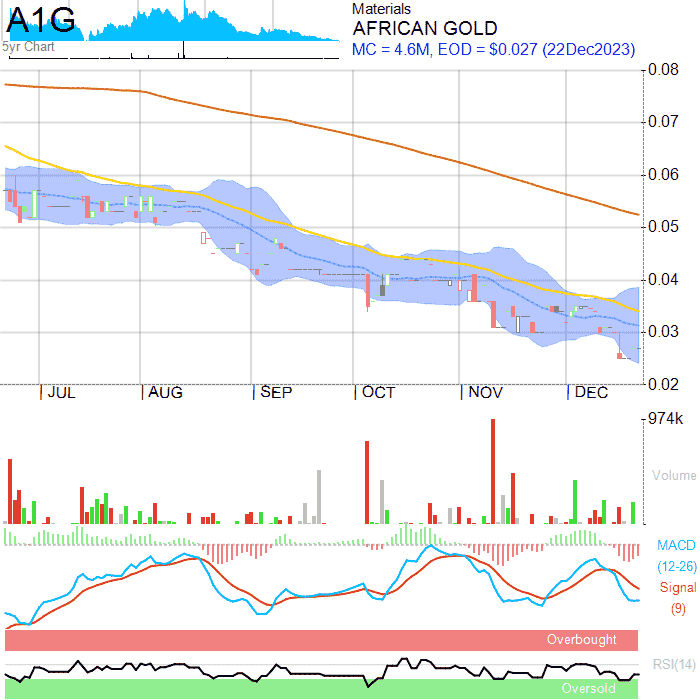 A1G
5yr Chart
Materials
AFRICAN GOLD
MC = 4.6M, EOD = $0.027 (22Dec2023)
0.08
0.07
0.06
0.05
0.04
0.03
0.02
JUL AUG SEP OCT NOV DEC
974k
Volume
MACD
(12-26)
Signal
(9)
Overbought
RSI(14)
Oversold